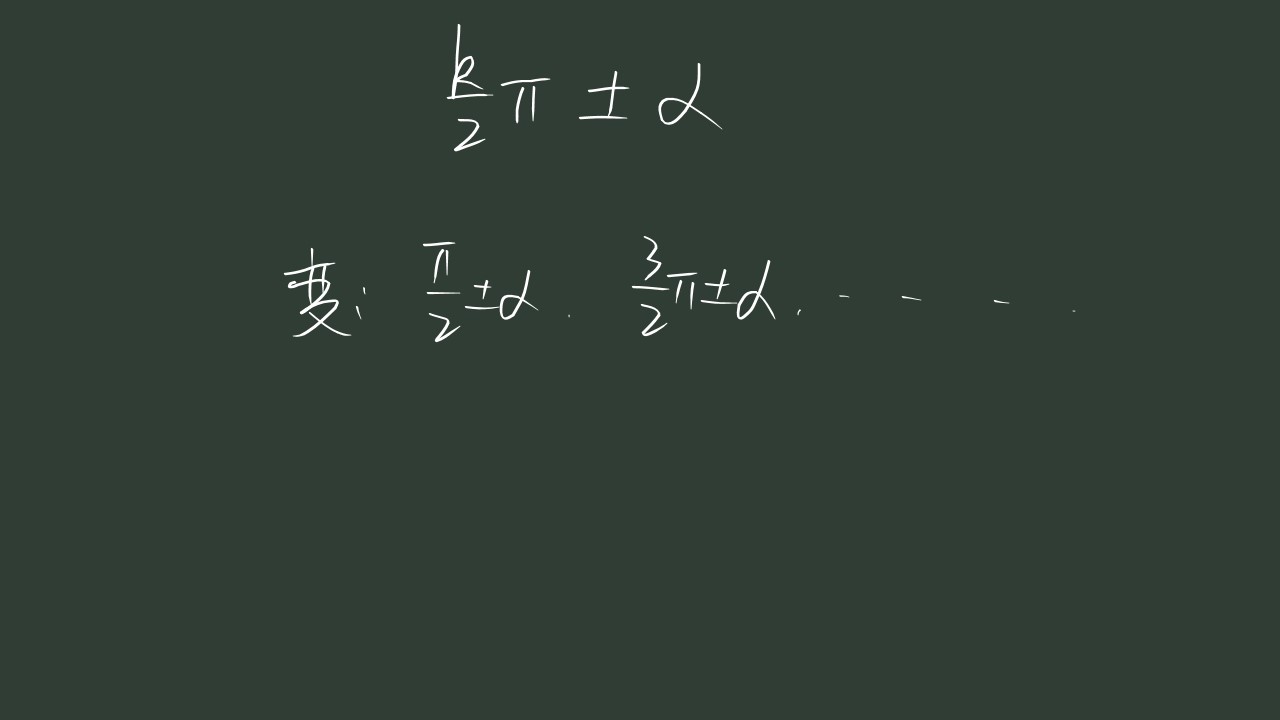 k/2 π ± α
变: π/2 ± α. 3/2 π ± α. - - - .